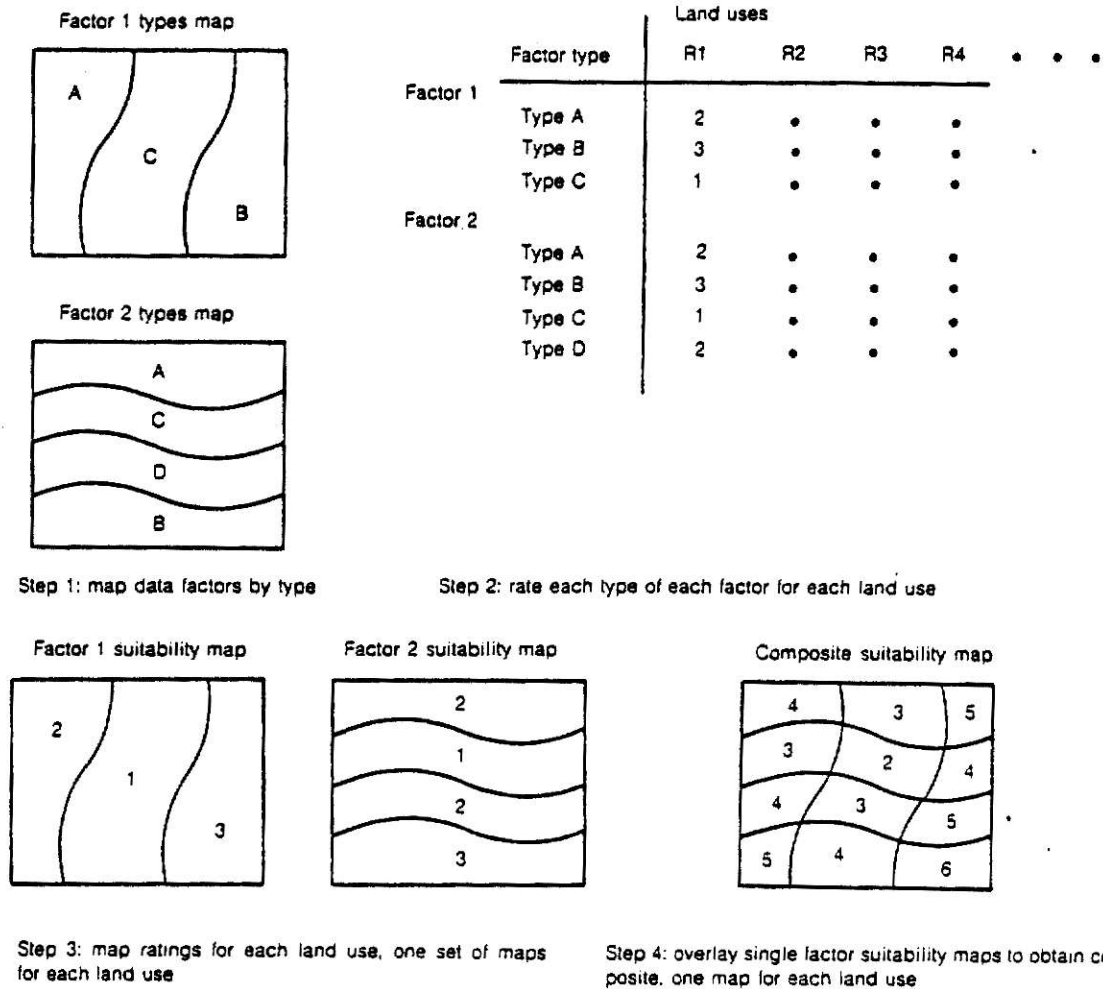 Factor 1 types map
A
C
B
Factor 2 types map
A
C
D
B
Step 1: map data factors by type
Land uses
Factor type R1 R2 R3 R4 • • •
Factor 1
Type A 2 • • •
Type B 3 • • •
Type C 1 • • •
Factor 2
Type A 2 • • •
Type B 3 • • •
Type C 1 • • •
Type D 2 • • •
Step 2: rate each type of each factor for each land use
Factor 1 suitability map
2
1
3
Factor 2 suitability map
2
1
2
3
Step 3: map ratings for each land use, one set of maps
for each land use
Composite suitability map
4 3 5
3 2 4
4 3 5
5 4 6
Step 4: overlay single factor suitability maps to obtain
posite, one map for each land use